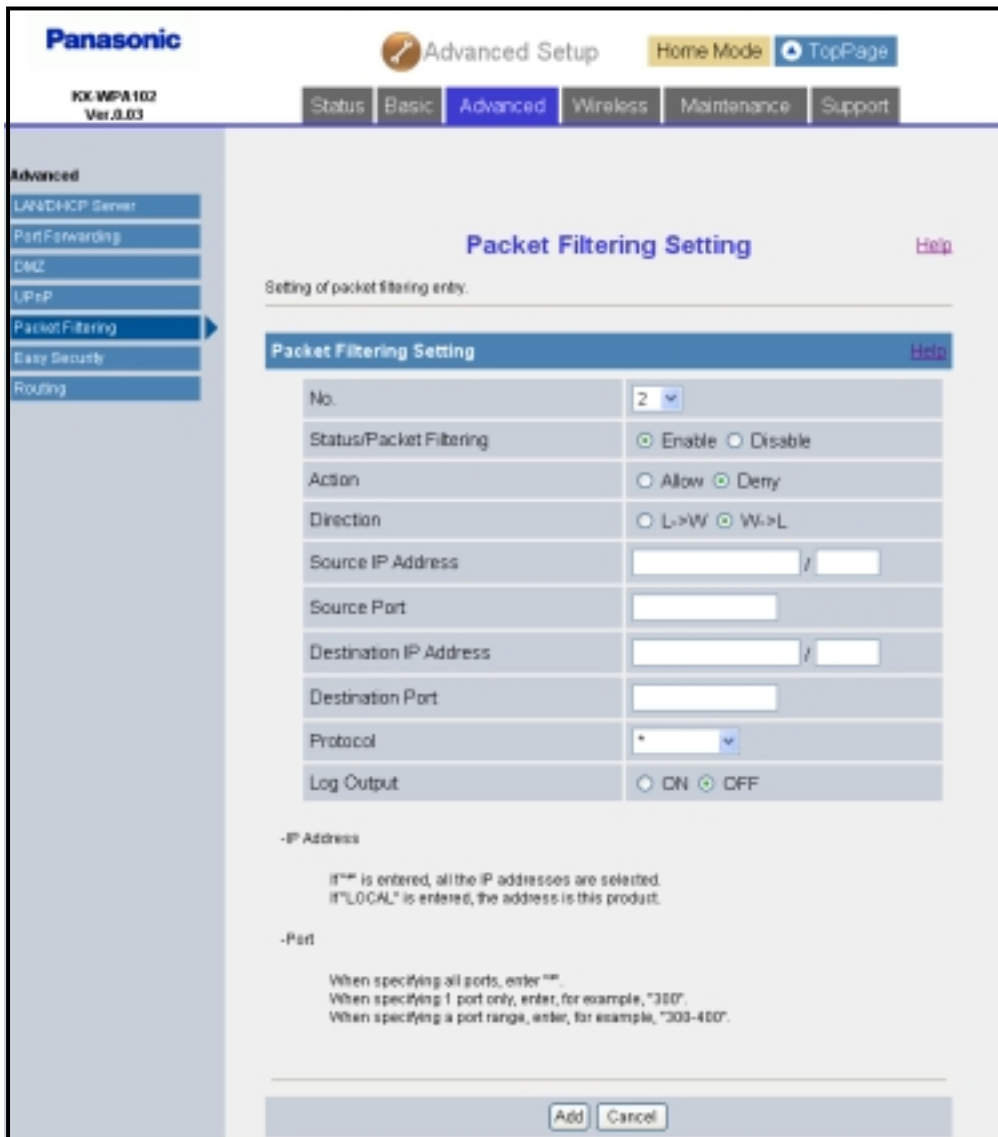 Panasonic
Advanced Setup
Home Mode
TopPage
KX-WPA102
Ver.0.03
Status
Basic
Advanced
Wireless
Maintenance
Support
Advanced
LAN/DHCP Server
Port Forwarding
DMZ
UPnP
Packet Filtering
Easy Security
Routing
Packet Filtering Setting
Help
Setting of packet filtering entry.
Packet Filtering Setting
Help
No.
2
Status/Packet Filtering
Enable
Disable
Action
Allow
Deny
Direction
L->W
W->L
Source IP Address
/
Source Port
Destination IP Address
/
Destination Port
Protocol
*
Log Output
ON
OFF
-IP Address
If "*" is entered, all the IP addresses are selected.
If "LOCAL" is entered, the address is this product.
-Port
When specifying all ports, enter "*".
When specifying 1 port only, enter, for example, "300".
When specifying a port range, enter, for example, "300-400".
Add
Cancel